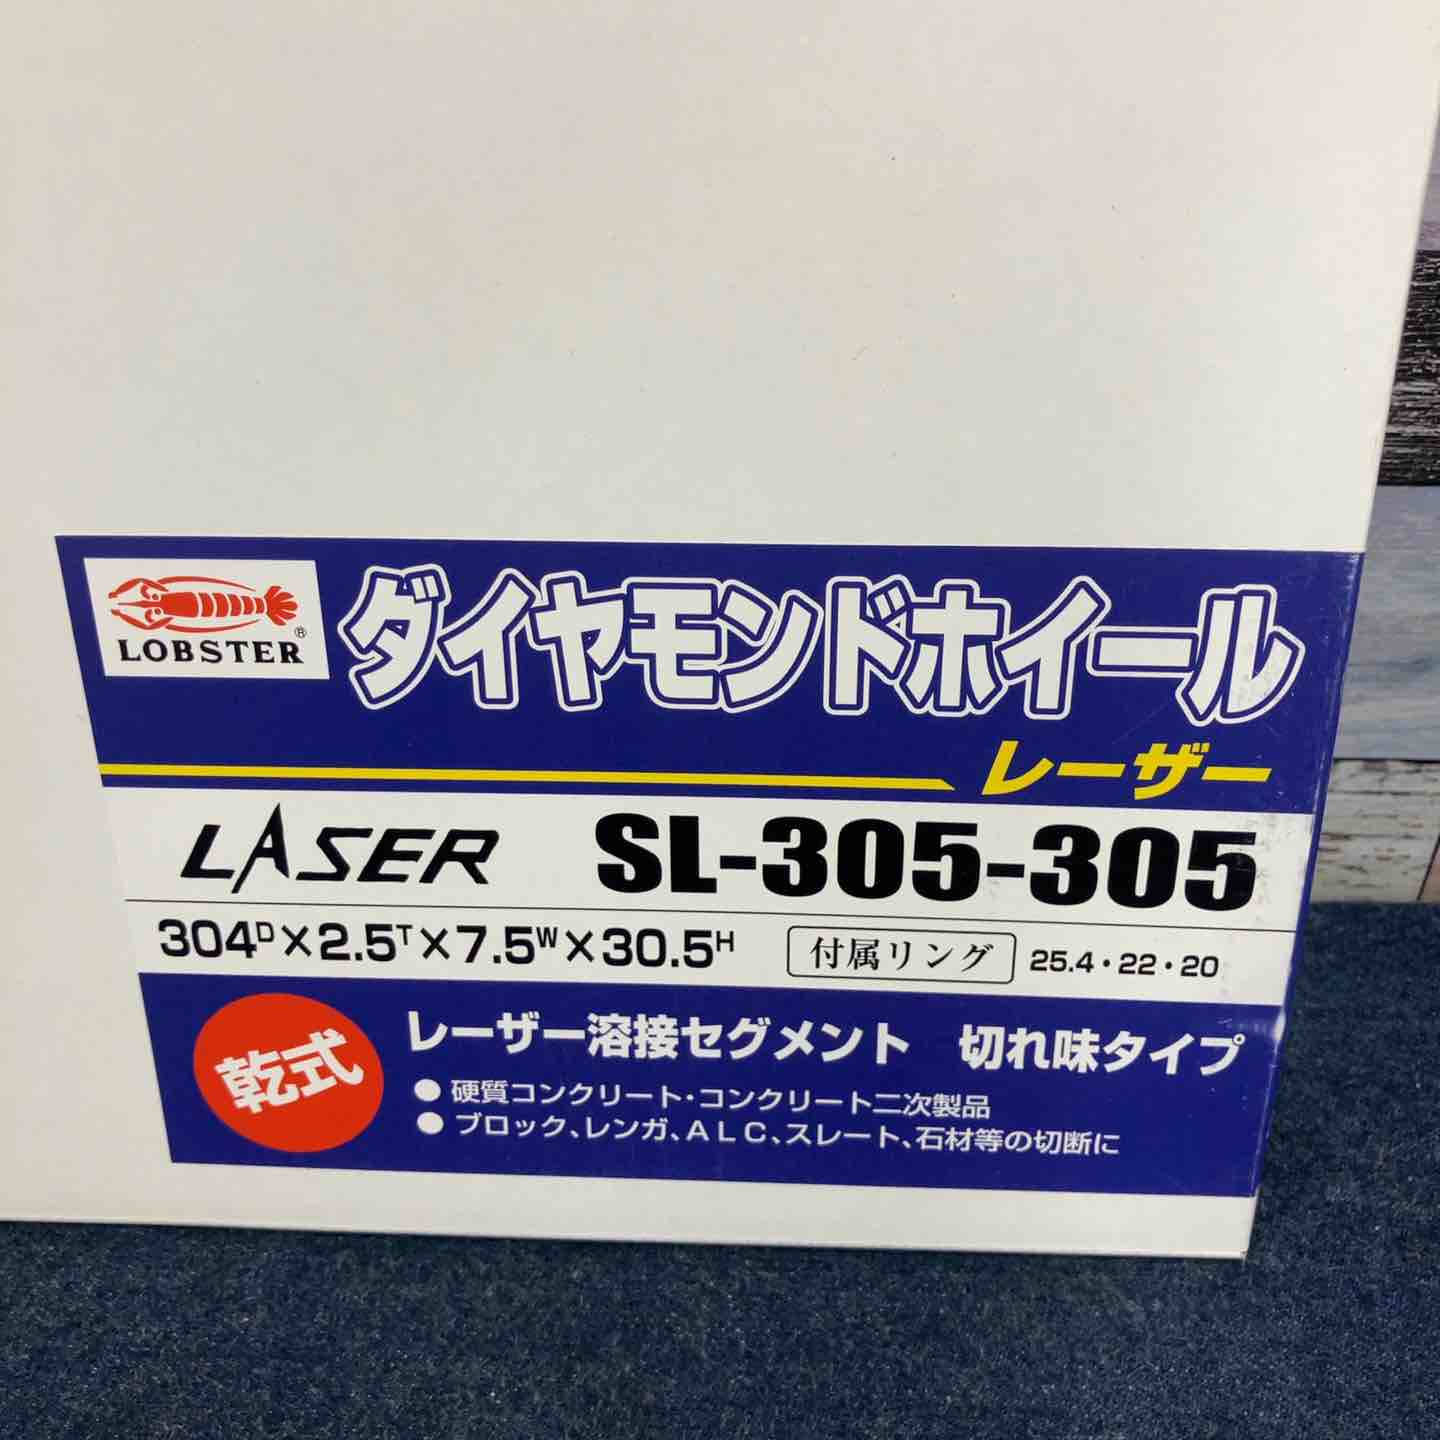 LOBSTER®
ダイヤモンドホイール
レーザー
LASER SL-305-305
304D×2.5T×7.5W×30.5H 付属リング 25.4・22・20
乾式
レーザー溶接セグメント 切れ味タイプ
●硬質コンクリート・コンクリート二次製品
●ブロック、レンガ、ALC、スレート、石材等の切断に